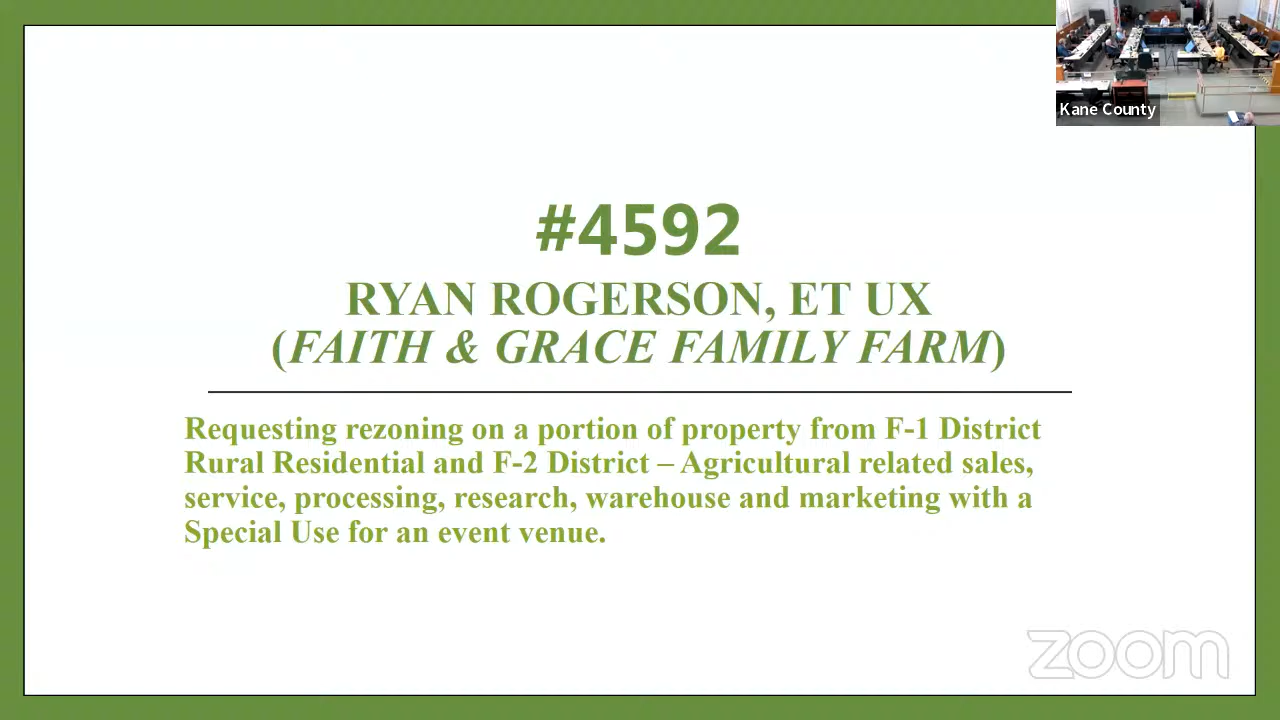 Kane County
#4592
RYAN ROGERSON, ET UX
(FAITH & GRACE FAMILY FARM)
Requesting rezoning on a portion of property from F-1 District
Rural Residential and F-2 District – Agricultural related sales,
service, processing, research, warehouse and marketing with a
Special Use for an event venue.
zoom